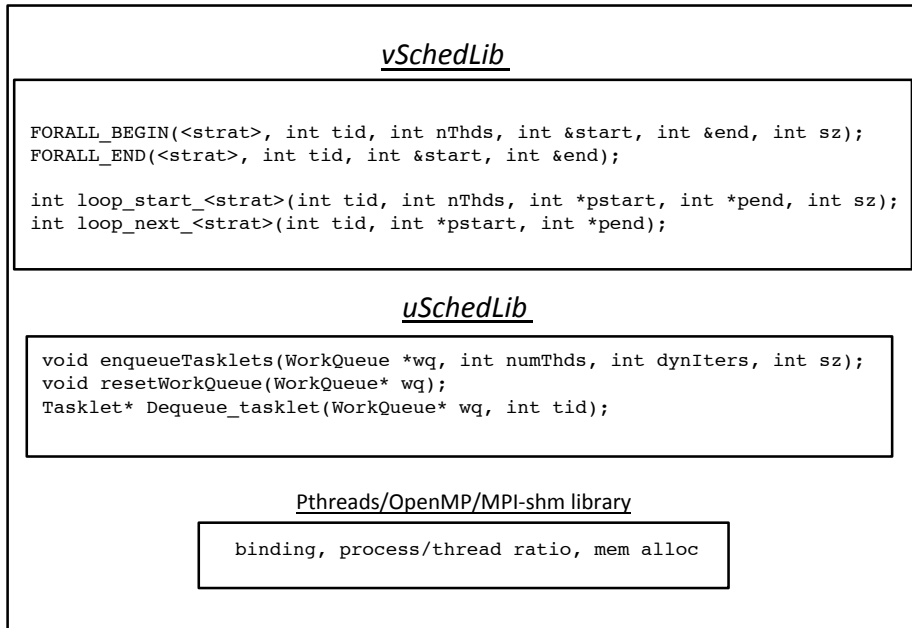 vSchedLib
FORALL_BEGIN(<strat>, int tid, int nThds, int &start, int &end, int sz);
FORALL_END(<strat>, int tid, int &start, int &end);
int loop_start_<strat>(int tid, int nThds, int *pstart, int *pend, int sz);
int loop_next_<strat>(int tid, int *pstart, int *pend);
uSchedLib
void enqueueTasklets(WorkQueue *wq, int numThds, int dynIters, int sz);
void resetWorkQueue(WorkQueue* wq);
Tasklet* Dequeue_tasklet(WorkQueue* wq, int tid);
Pthreads/OpenMP/MPI-shm library
binding, process/thread ratio, mem alloc